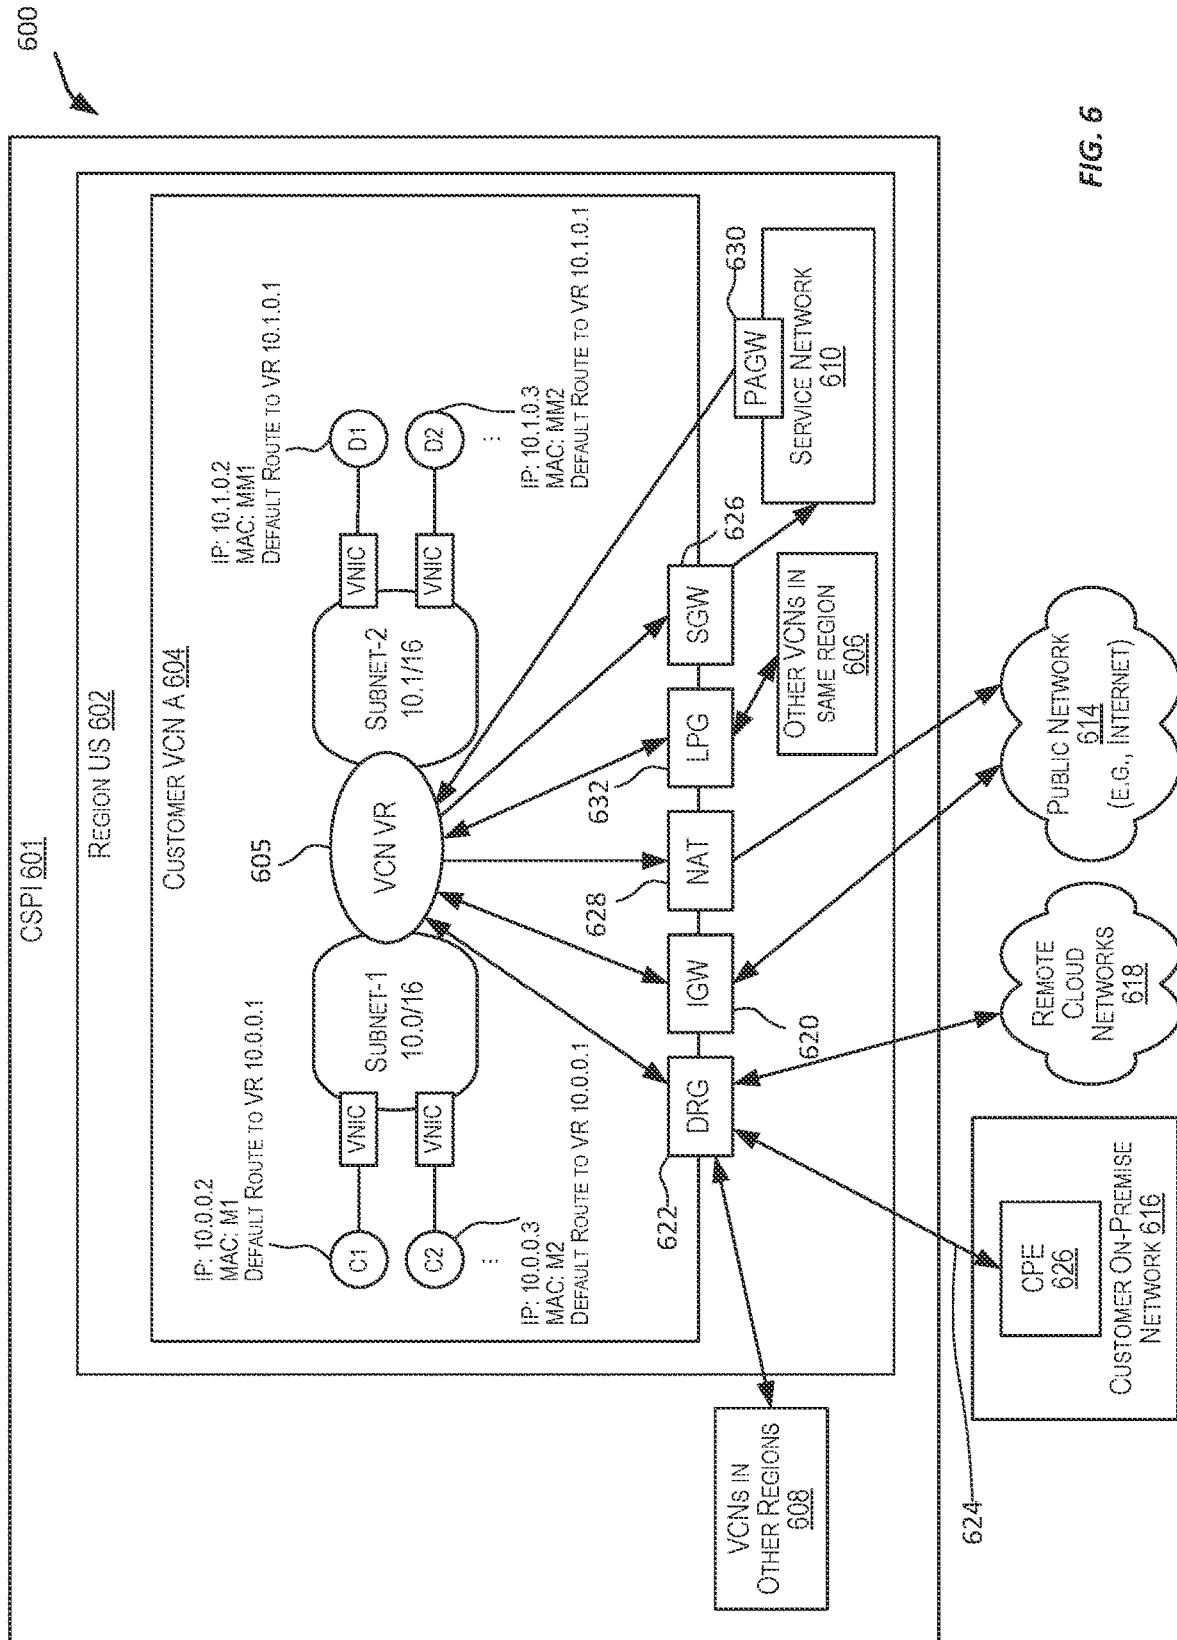 600
CSPI 601
REGION US 602
CUSTOMER VCN A 604
IP: 10.0.0.2
MAC: M1
DEFAULT ROUTE TO VR 10.0.0.1
IP: 10.1.0.2
MAC: MM1
DEFAULT ROUTE TO VR 10.1.0.1
605
C1
VNIC
SUBNET-1
10.0/16
VCN VR
SUBNET-2
10.1/16
VNIC
D1
C2
VNIC
VNIC
D2
...
...
IP: 10.0.0.3
MAC: M2
DEFAULT ROUTE TO VR 10.0.0.1
IP: 10.1.0.3
MAC: MM2
DEFAULT ROUTE TO VR 10.1.0.1
622
DRG
620
IGW
628
NAT
632
LPG
SGW
626
PAGW
630
SERVICE NETWORK
610
OTHER VCNS IN
SAME REGION
606
VCNS IN
OTHER REGIONS
608
624
CPE
626
CUSTOMER ON-PREMISE
NETWORK 616
REMOTE
CLOUD
NETWORKS
618
PUBLIC NETWORK
614
(E.G., INTERNET)
FIG. 6